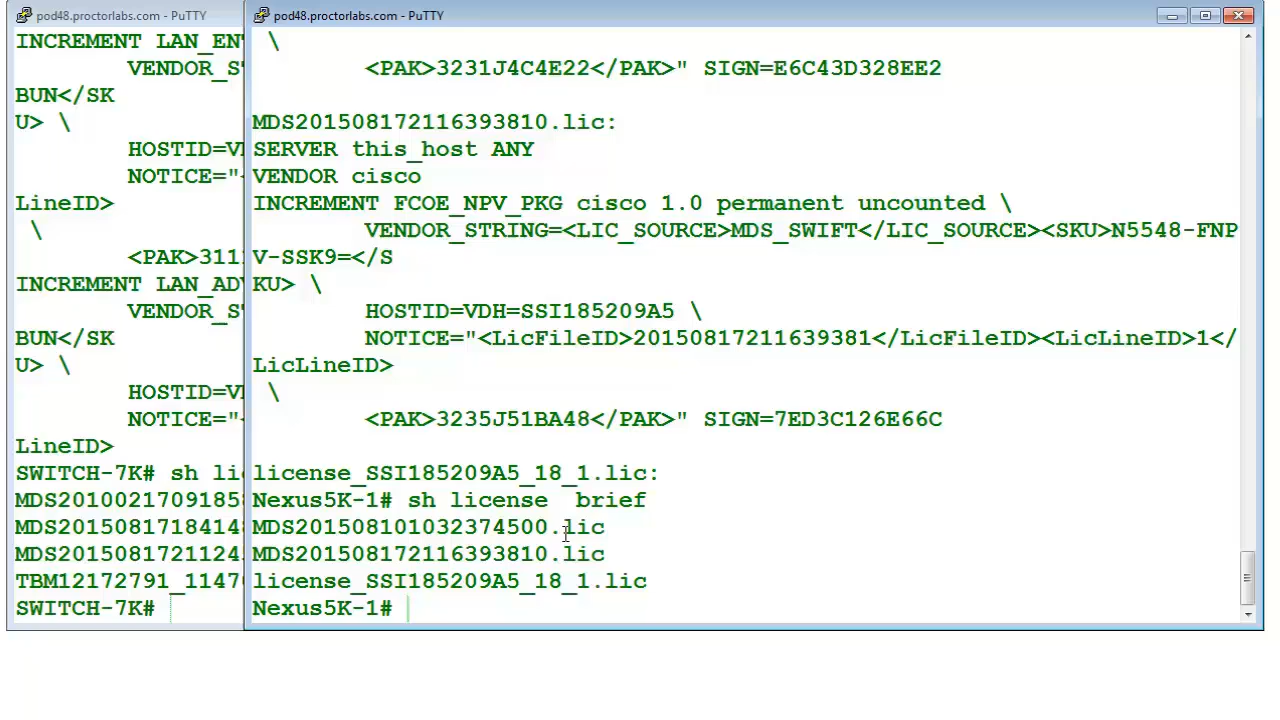 pod48.proctorlabs.com - PuTTY
INCREMENT LAN_EN
VENDOR_S
BUN</SK
U> \
HOSTID=V
NOTICE="
LineID>
\
<PAK>311
INCREMENT LAN_AD
VENDOR_S
BUN</SK
U> \
HOSTID=V
NOTICE="
LineID>
SWITCH-7K# sh li
MDS2010021709185
MDS2015081718414
MDS2015081721124
TBM12172791_1147
SWITCH-7K#
pod48.proctorlabs.com - PuTTY
\
<PAK>3231J4C4E22</PAK>" SIGN=E6C43D328EE2
MDS201508172116393810.lic:
SERVER this_host ANY
VENDOR cisco
INCREMENT FCOE_NPV_PKG cisco 1.0 permanent uncounted \
VENDOR_STRING=<LIC_SOURCE>MDS_SWIFT</LIC_SOURCE><SKU>N5548-FNP
V-SSK9=</S
KU> \
HOSTID=VDH=SSI185209A5 \
NOTICE="<LicFileID>20150817211639381</LicFileID><LicLineID>1</
LicLineID>
\
<PAK>3235J51BA48</PAK>" SIGN=7ED3C126E66C
license_SSI185209A5_18_1.lic:
Nexus5K-1# sh license  brief
MDS201508101032374500.lic
MDS201508172116393810.lic
license_SSI185209A5_18_1.lic
Nexus5K-1#